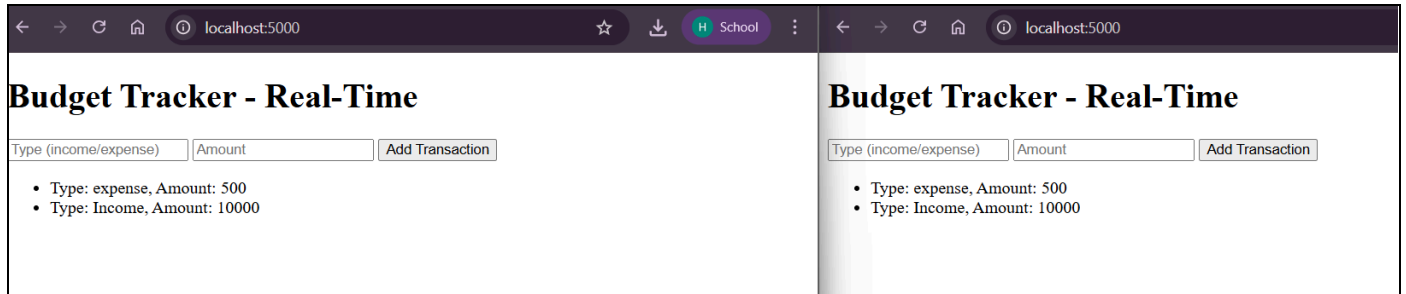 localhost:5000
H School
Budget Tracker - Real-Time
Type (income/expense) Amount Add Transaction
Type: expense, Amount: 500
Type: Income, Amount: 10000
localhost:5000
Budget Tracker - Real-Time
Type (income/expense) Amount Add Transaction
Type: expense, Amount: 500
Type: Income, Amount: 10000